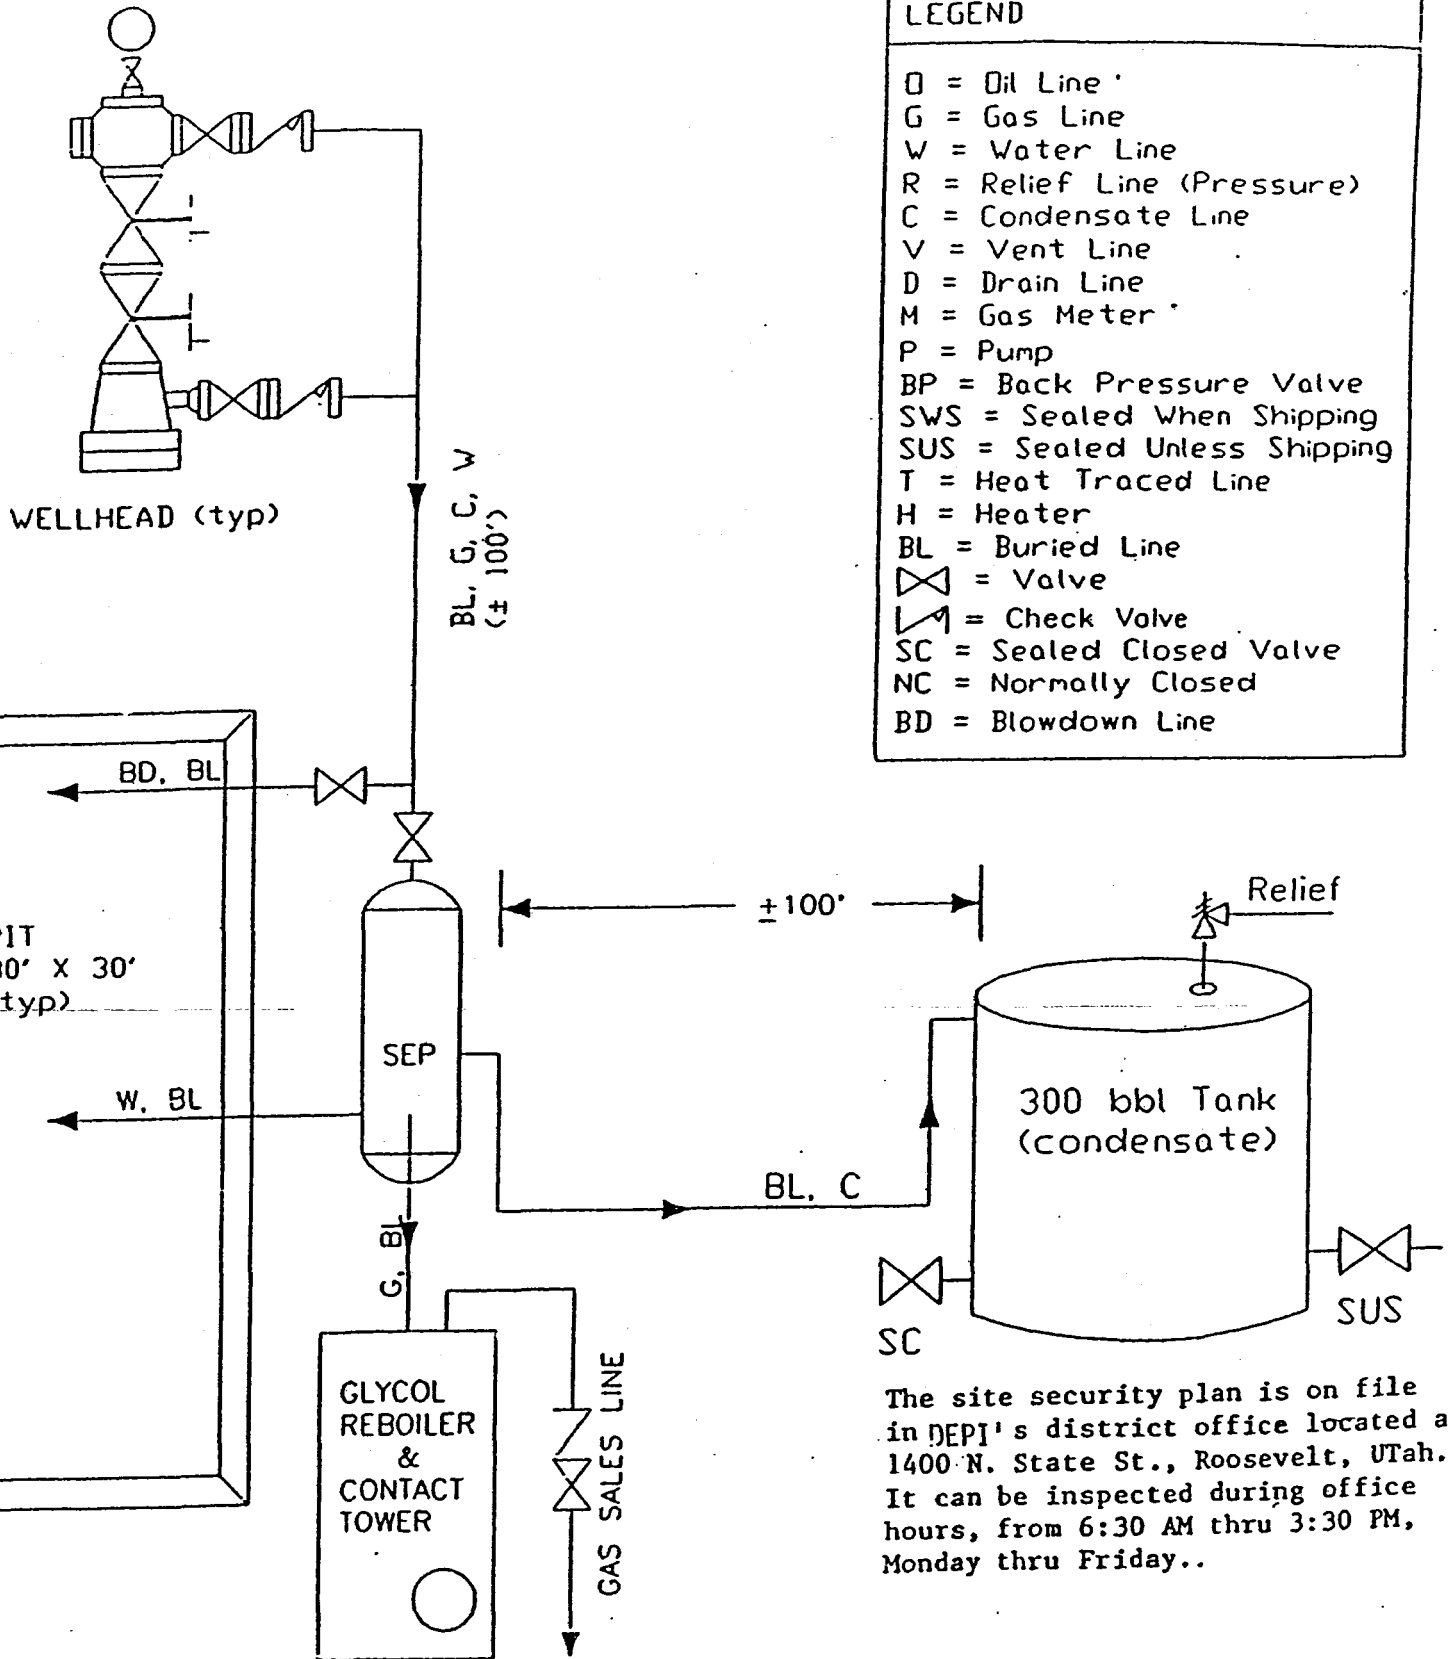 LEGEND
O = Oil Line
G = Gas Line
W = Water Line
R = Relief Line (Pressure)
C = Condensate Line
V = Vent Line
D = Drain Line
M = Gas Meter
P = Pump
BP = Back Pressure Valve
SWS = Sealed When Shipping
SUS = Sealed Unless Shipping
T = Heat Traced Line
H = Heater
BL = Buried Line
= Valve
= Check Valve
SC = Sealed Closed Valve
NC = Normally Closed
BD = Blowdown Line
WELLHEAD (typ)
BL, G, C, W
(± 100')
BD, BL
PIT
30' X 30'
typ)
W, BL
SEP
±100'
Relief
300 bbl Tank
(condensate)
BL, C
G, BL
SC
SUS
GLYCOL
REBOILER
&
CONTACT
TOWER
GAS SALES LINE
The site security plan is on file
in DEPI's district office located a
1400 N. State St., Roosevelt, UTah.
It can be inspected during office
hours, from 6:30 AM thru 3:30 PM,
Monday thru Friday..